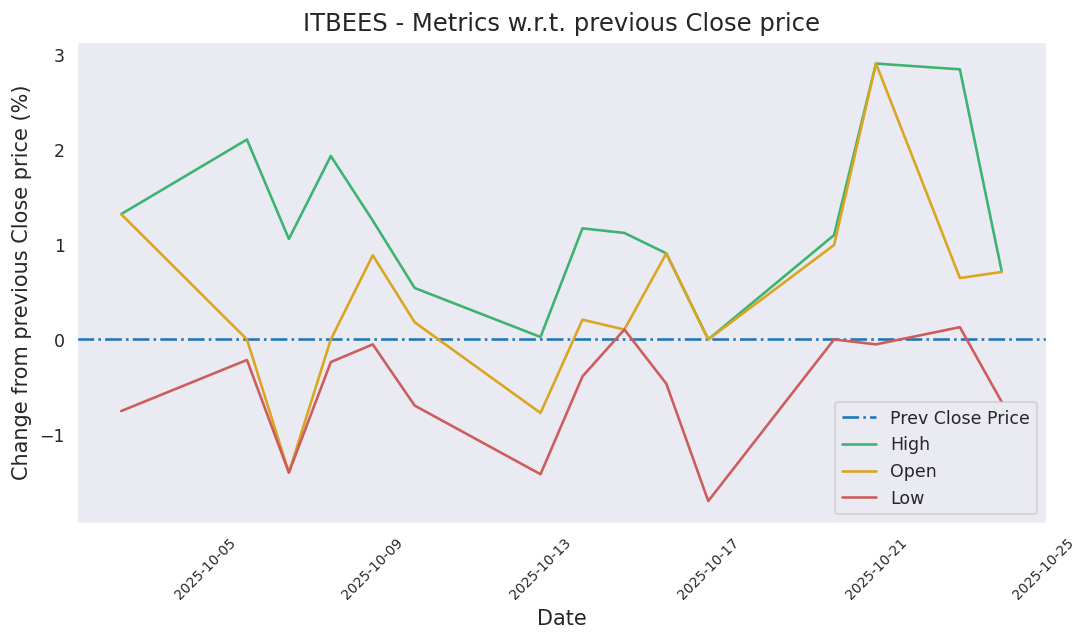 ITBEES - Metrics w.r.t. previous Close price
Change from previous Close price (%)
3
2
1
0
−1
Prev Close Price
High
Open
Low
2025-10-05
2025-10-09
2025-10-13
2025-10-17
2025-10-21
2025-10-25
Date